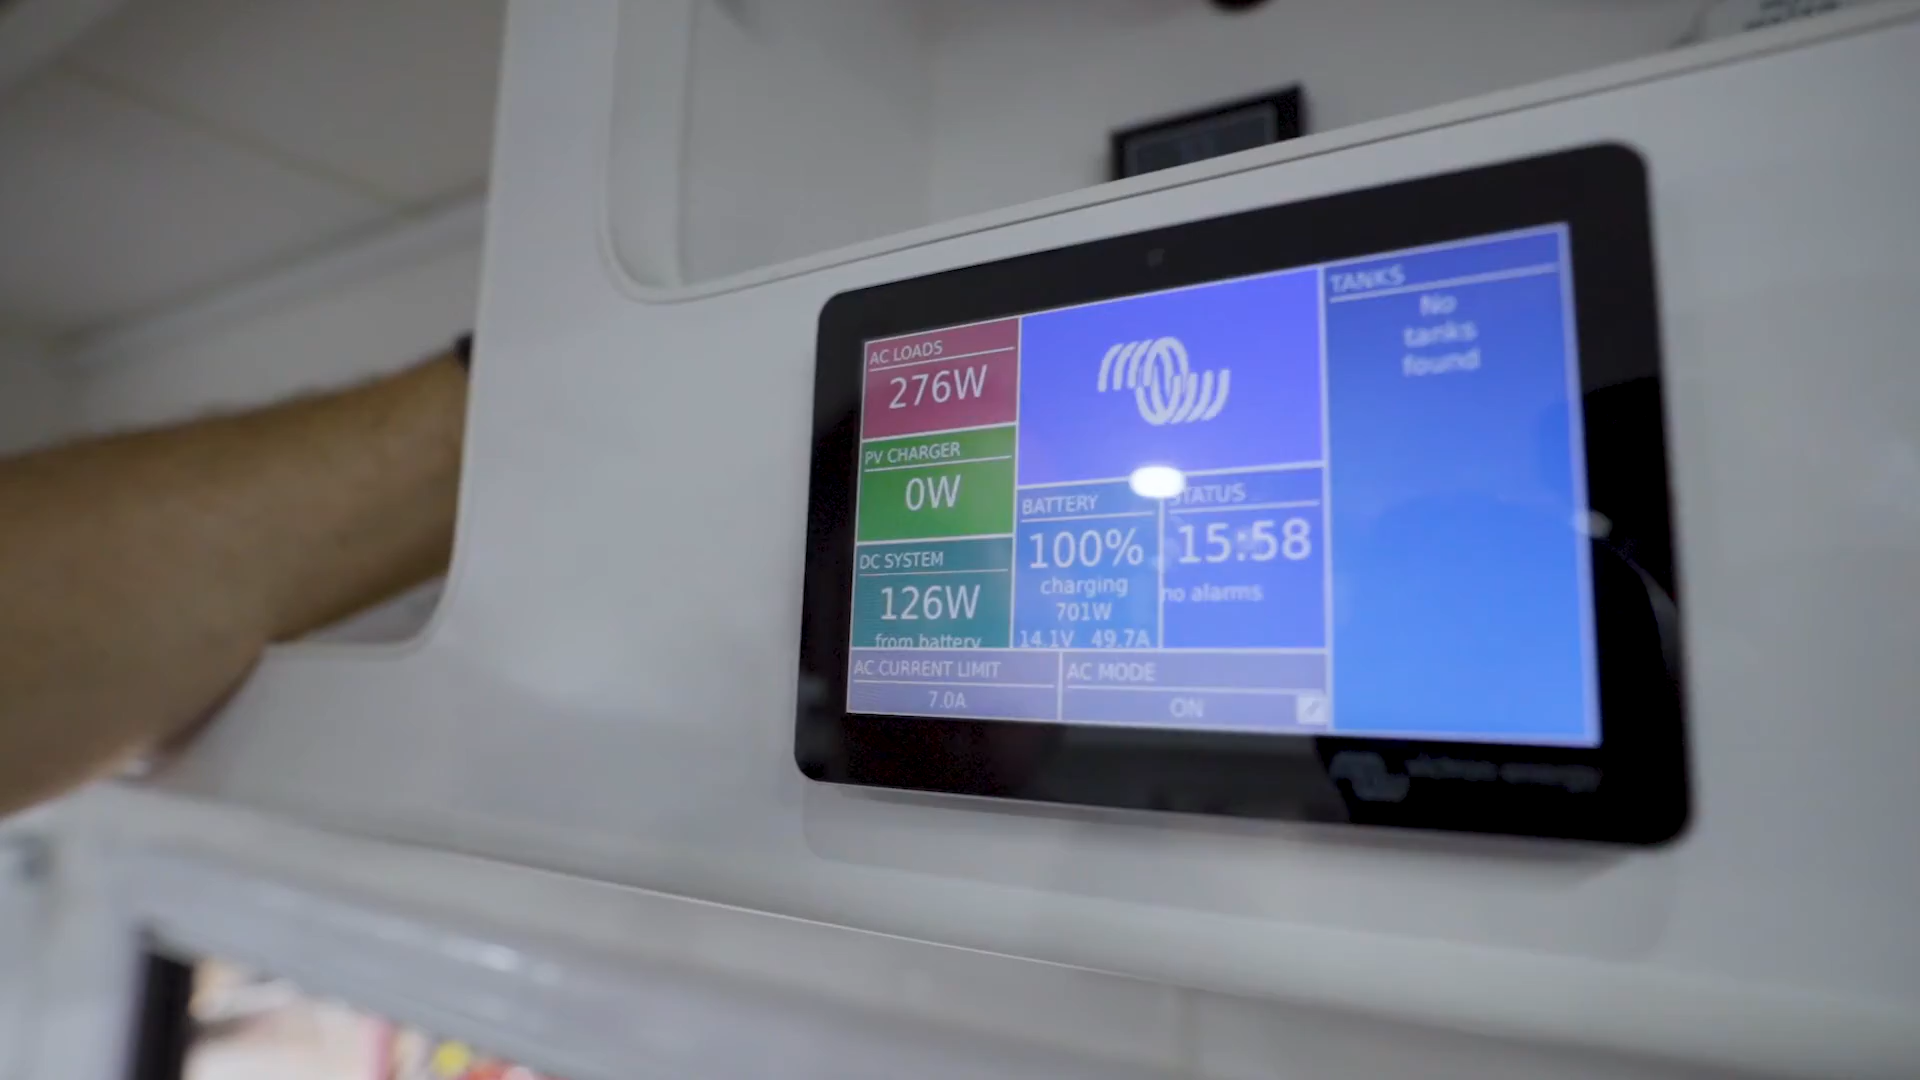 AC LOADS
276W
PV CHARGER
0W
DC SYSTEM
126W
from battery
BATTERY
100%
charging
701W
14.1V 49.7A
STATUS
15:58
no alarms
TANKS
No
tanks
found
AC CURRENT LIMIT
7.0A
AC MODE
ON
victron energy